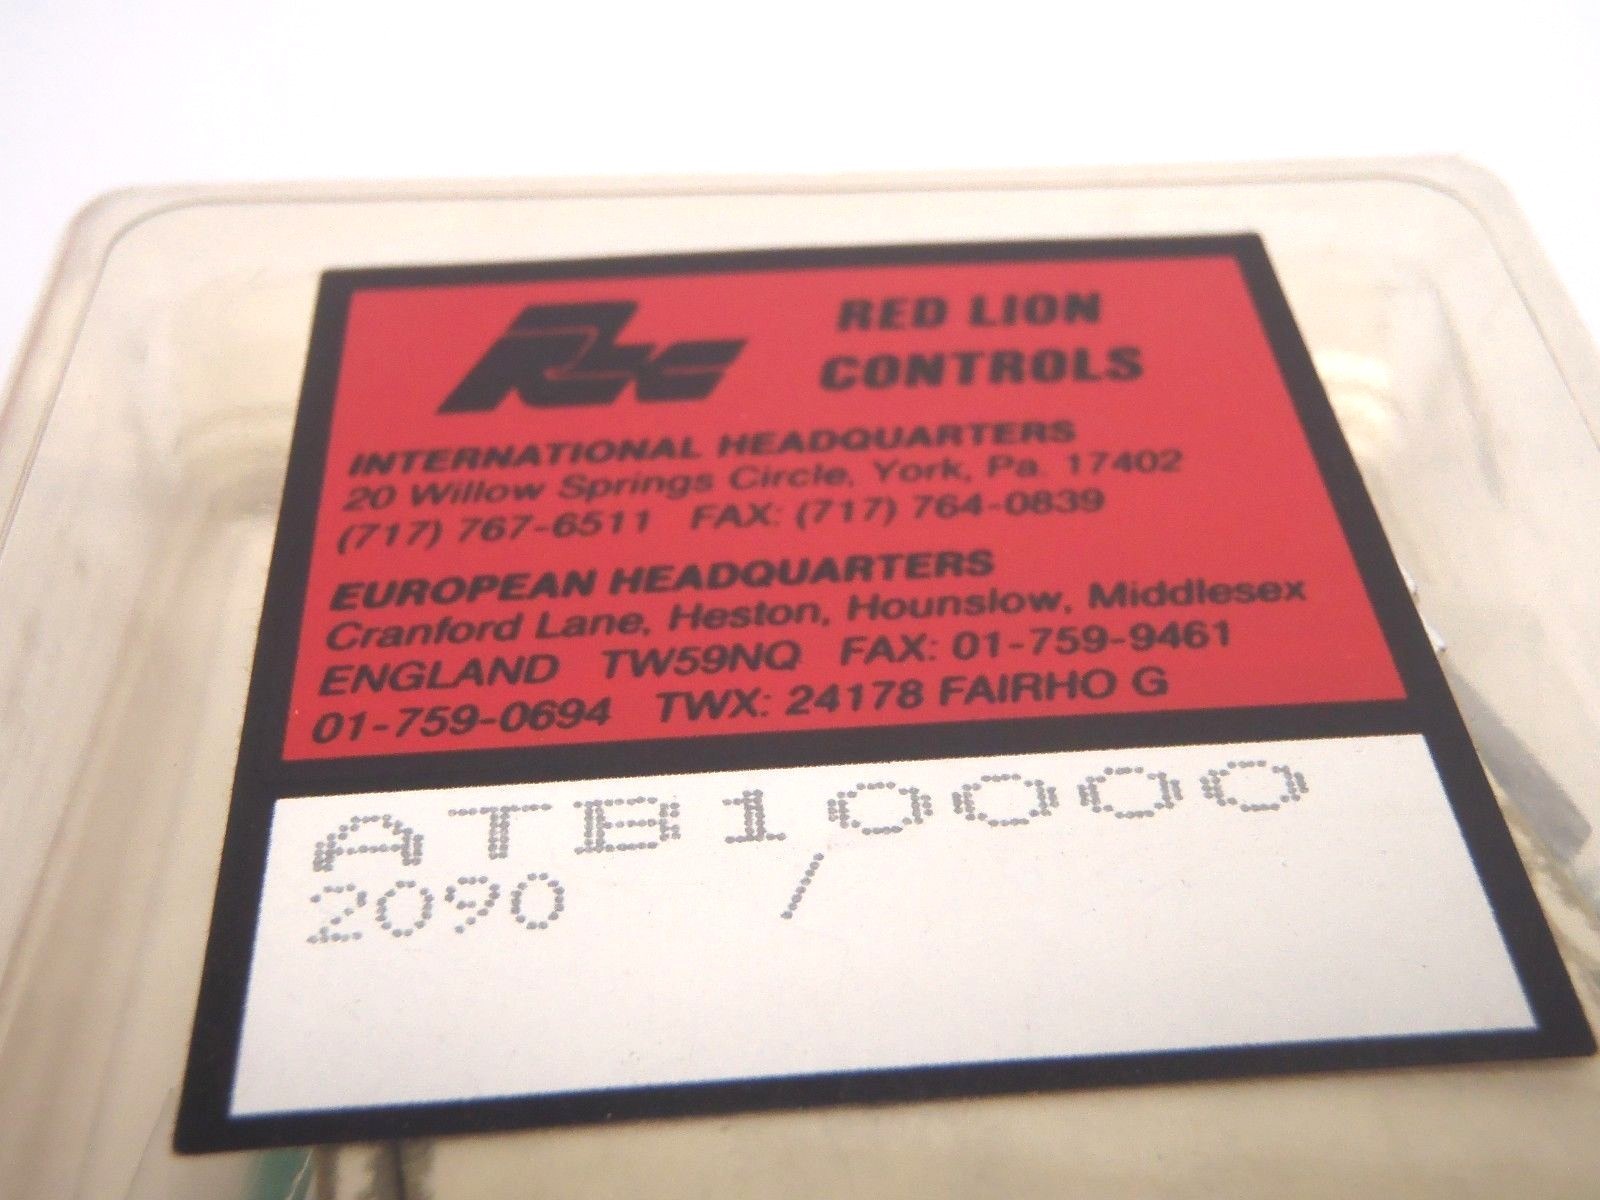 RLC
RED LION
CONTROLS
INTERNATIONAL HEADQUARTERS
20 Willow Springs Circle, York, Pa. 17402
(717) 767-6511 FAX: (717) 764-0839
EUROPEAN HEADQUARTERS
Cranford Lane, Heston, Hounslow, Middlesex
ENGLAND TW59NQ FAX: 01-759-9461
01-759-0694 TWX: 24178 FAIRHO G
ATB10000
2090 /